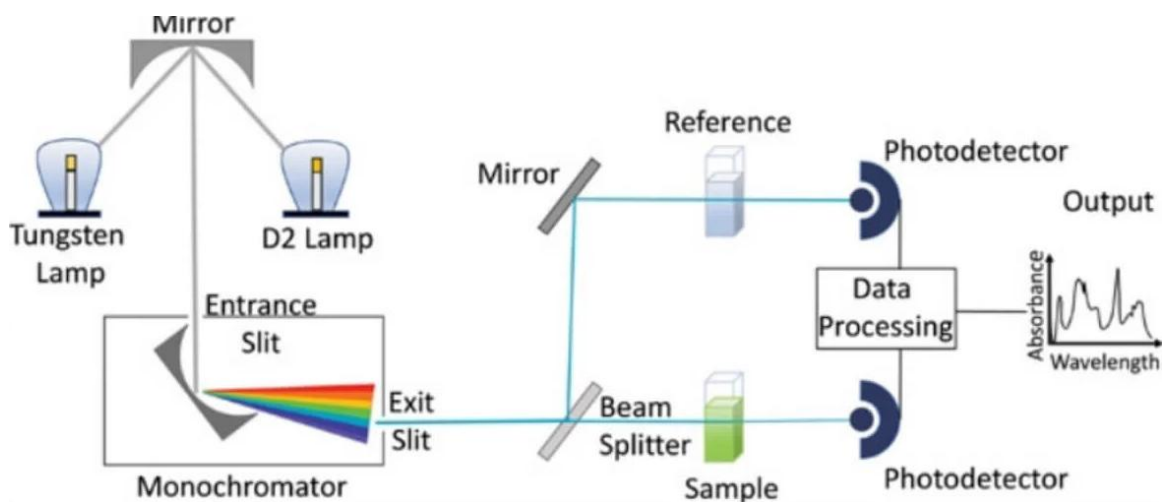 Mirror
Tungsten
Lamp
D2 Lamp
Entrance
Slit
Exit
Slit
Monochromator
Mirror
Beam
Splitter
Reference
Sample
Photodetector
Photodetector
Data
Processing
Output
Absorbance
Wavelength